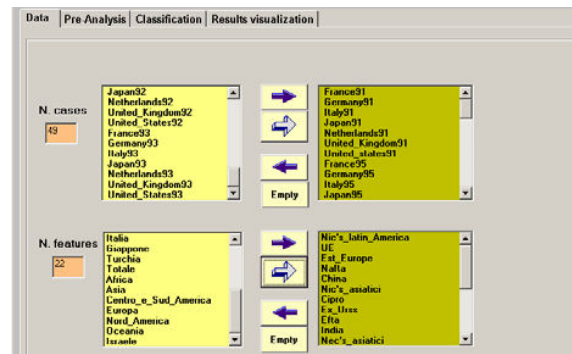 Data Pre-Analysis Classification Results visualization
N. cases
49
Japan92
Netherlands92
United_Kingdom92
United_States92
France93
Germany93
Italy93
Japan93
Netherlands93
United_Kingdom93
United_States93
Empty
France91
Germany91
Italy91
Japan91
Netherlands91
United_Kingdom91
United_states91
France95
Germany95
Italy95
Japan95
N. features
22
Italia
Giappone
Turchia
Totale
Africa
Asia
Centro_e_Sud_America
Europa
Nord_America
Oceania
Israele
Empty
Nic's_latin_America
UE
Est_Europe
Nafta
China
Nic's_asiatici
Cipro
Ex_Urss
Efta
India
Nec's_asiatici